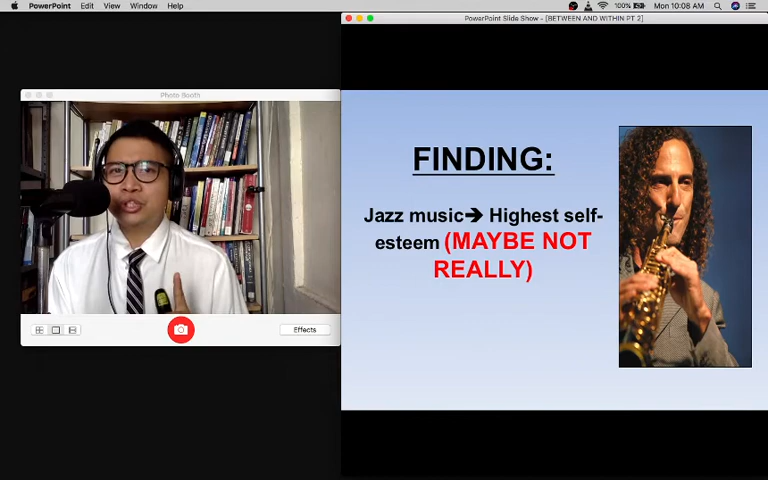 PowerPoint Edit View Window Help
100% Mon 10:08 AM
PowerPoint Slide Show - [BETWEEN AND WITHIN PT 2]
Photo Booth
FINDING:
Jazz music➔ Highest self-
esteem (MAYBE NOT
REALLY)
Effects